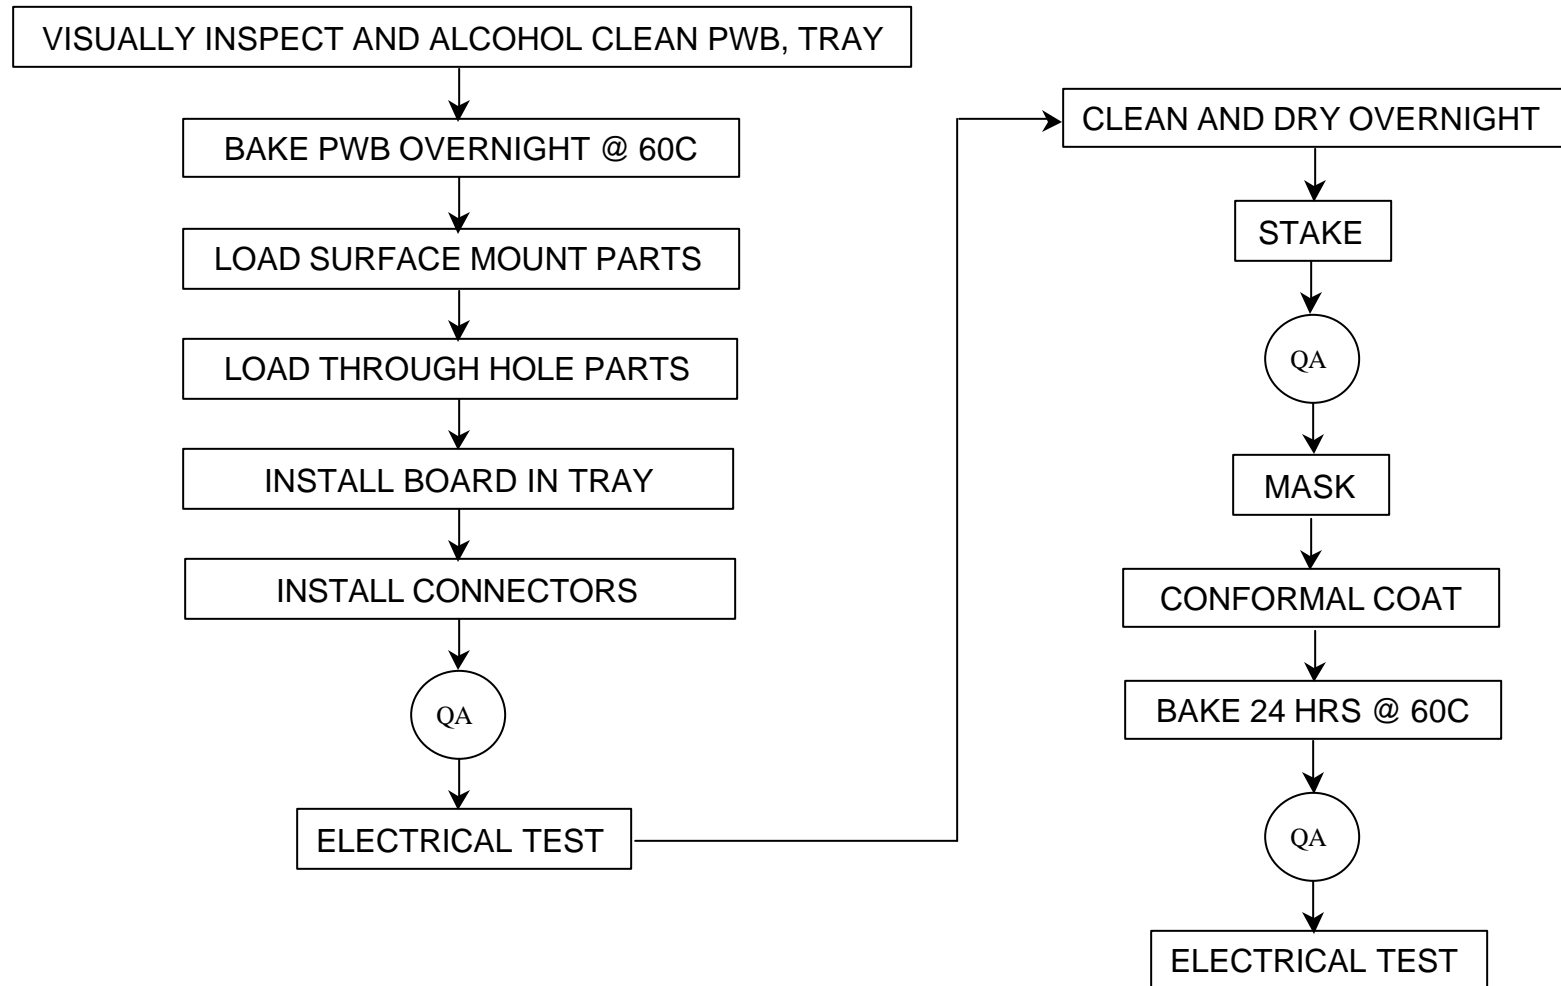 VISUALLY INSPECT AND ALCOHOL CLEAN PWB, TRAY
BAKE PWB OVERNIGHT @ 60C
LOAD SURFACE MOUNT PARTS
LOAD THROUGH HOLE PARTS
INSTALL BOARD IN TRAY
INSTALL CONNECTORS
QA
ELECTRICAL TEST
CLEAN AND DRY OVERNIGHT
STAKE
QA
MASK
CONFORMAL COAT
BAKE 24 HRS @ 60C
QA
ELECTRICAL TEST